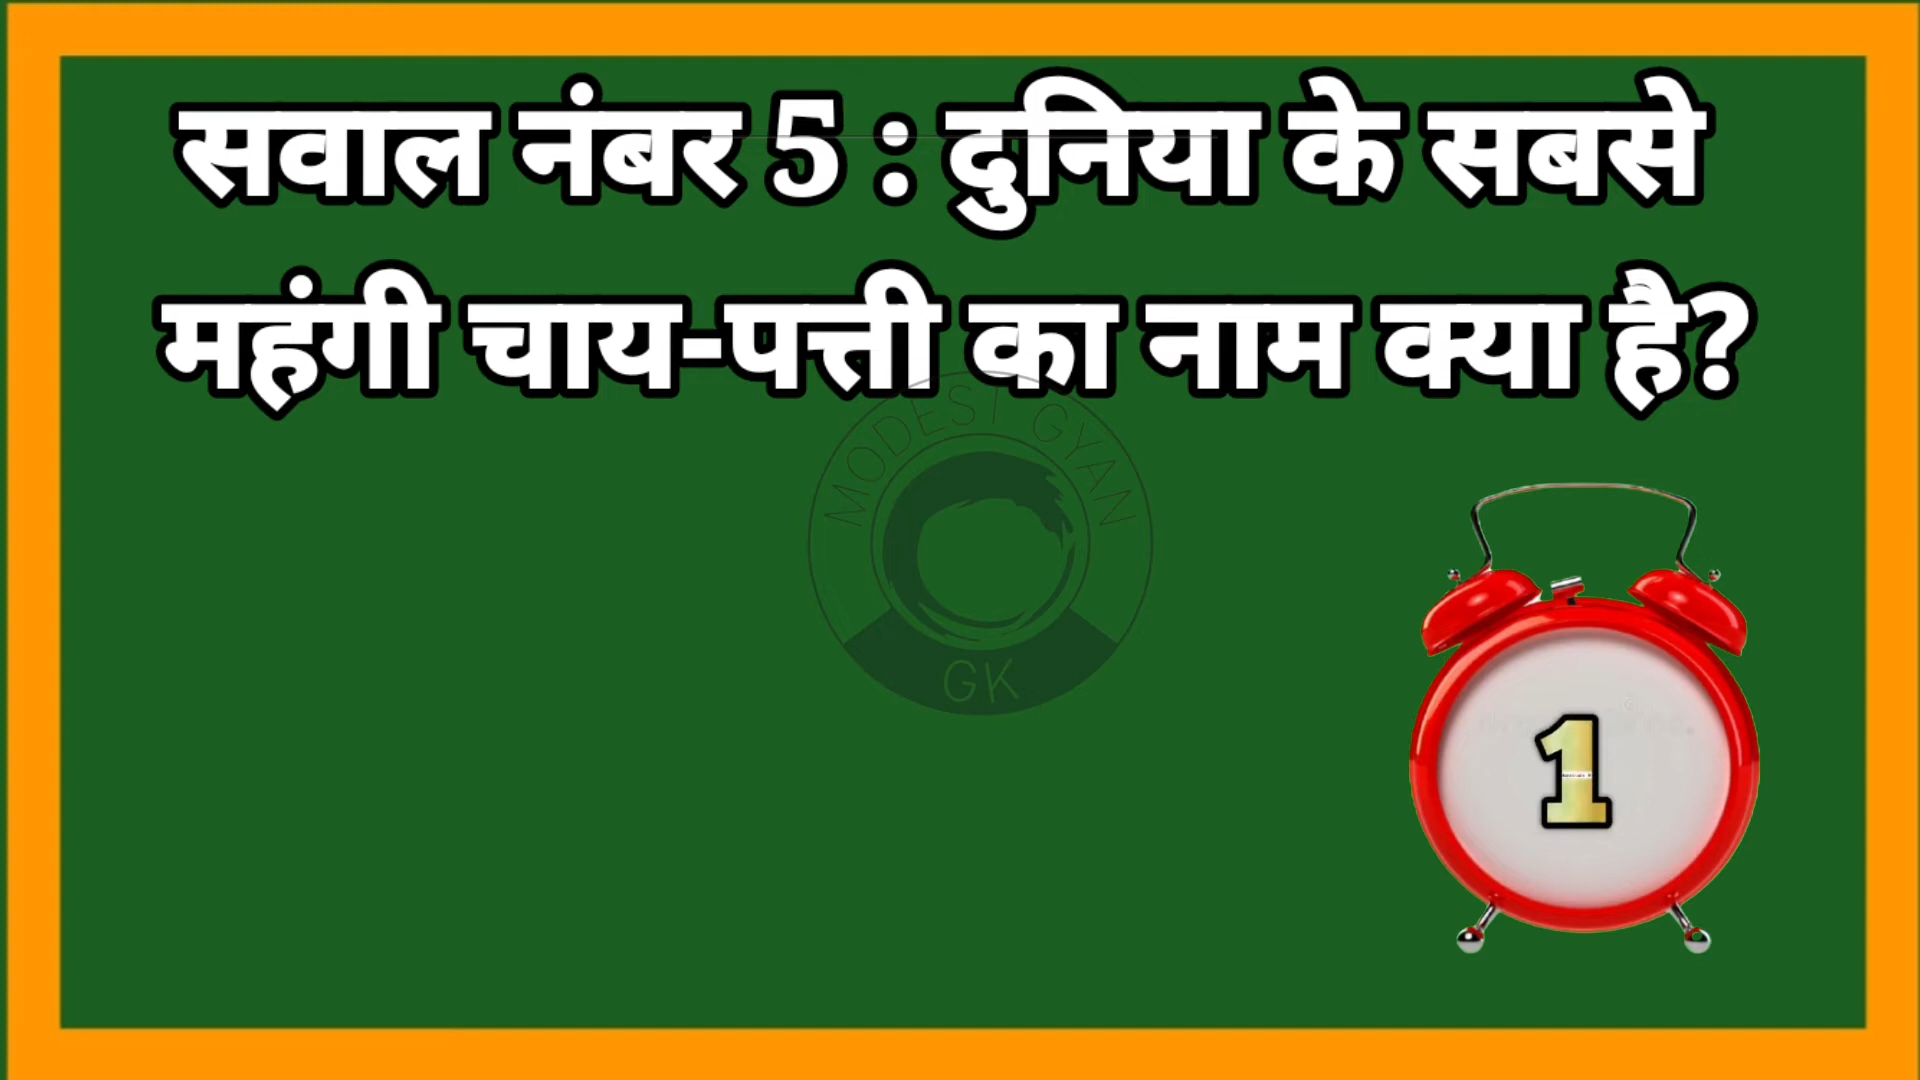 सवाल नंबर 5 : दुनिया के सबसे
महंगी चाय-पत्ती का नाम क्या है?
MODEST GYAN
GK
1